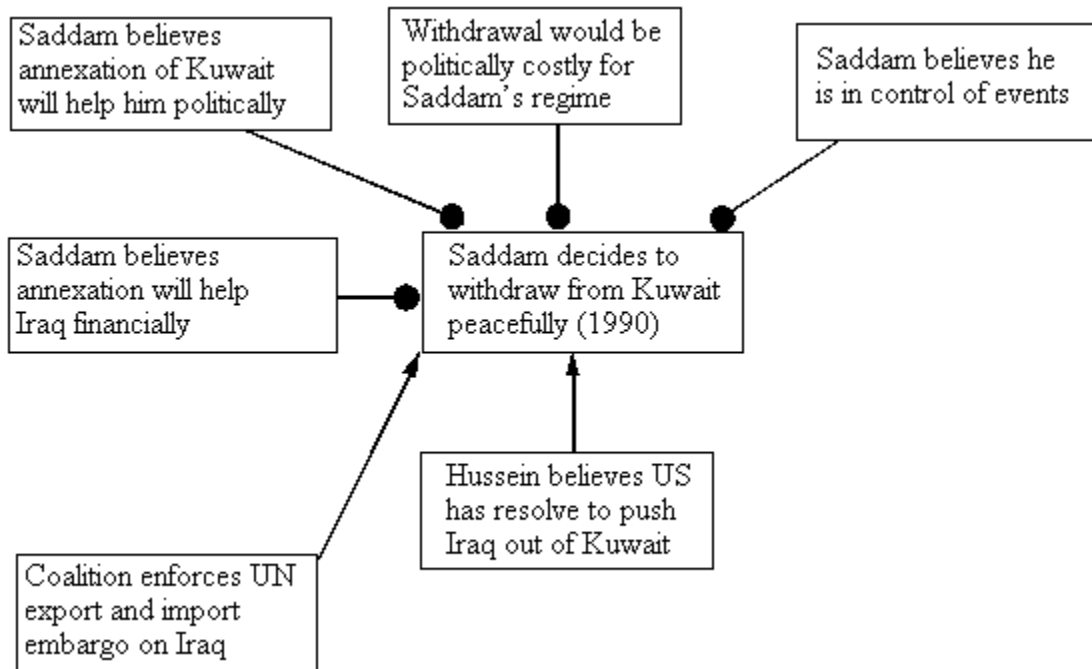 Saddam believes
annexation of Kuwait
will help him politically
Withdrawal would be
politically costly for
Saddam's regime
Saddam believes he
is in control of events
Saddam believes
annexation will help
Iraq financially
Saddam decides to
withdraw from Kuwait
peacefully (1990)
Hussein believes US
has resolve to push
Iraq out of Kuwait
Coalition enforces UN
export and import
embargo on Iraq